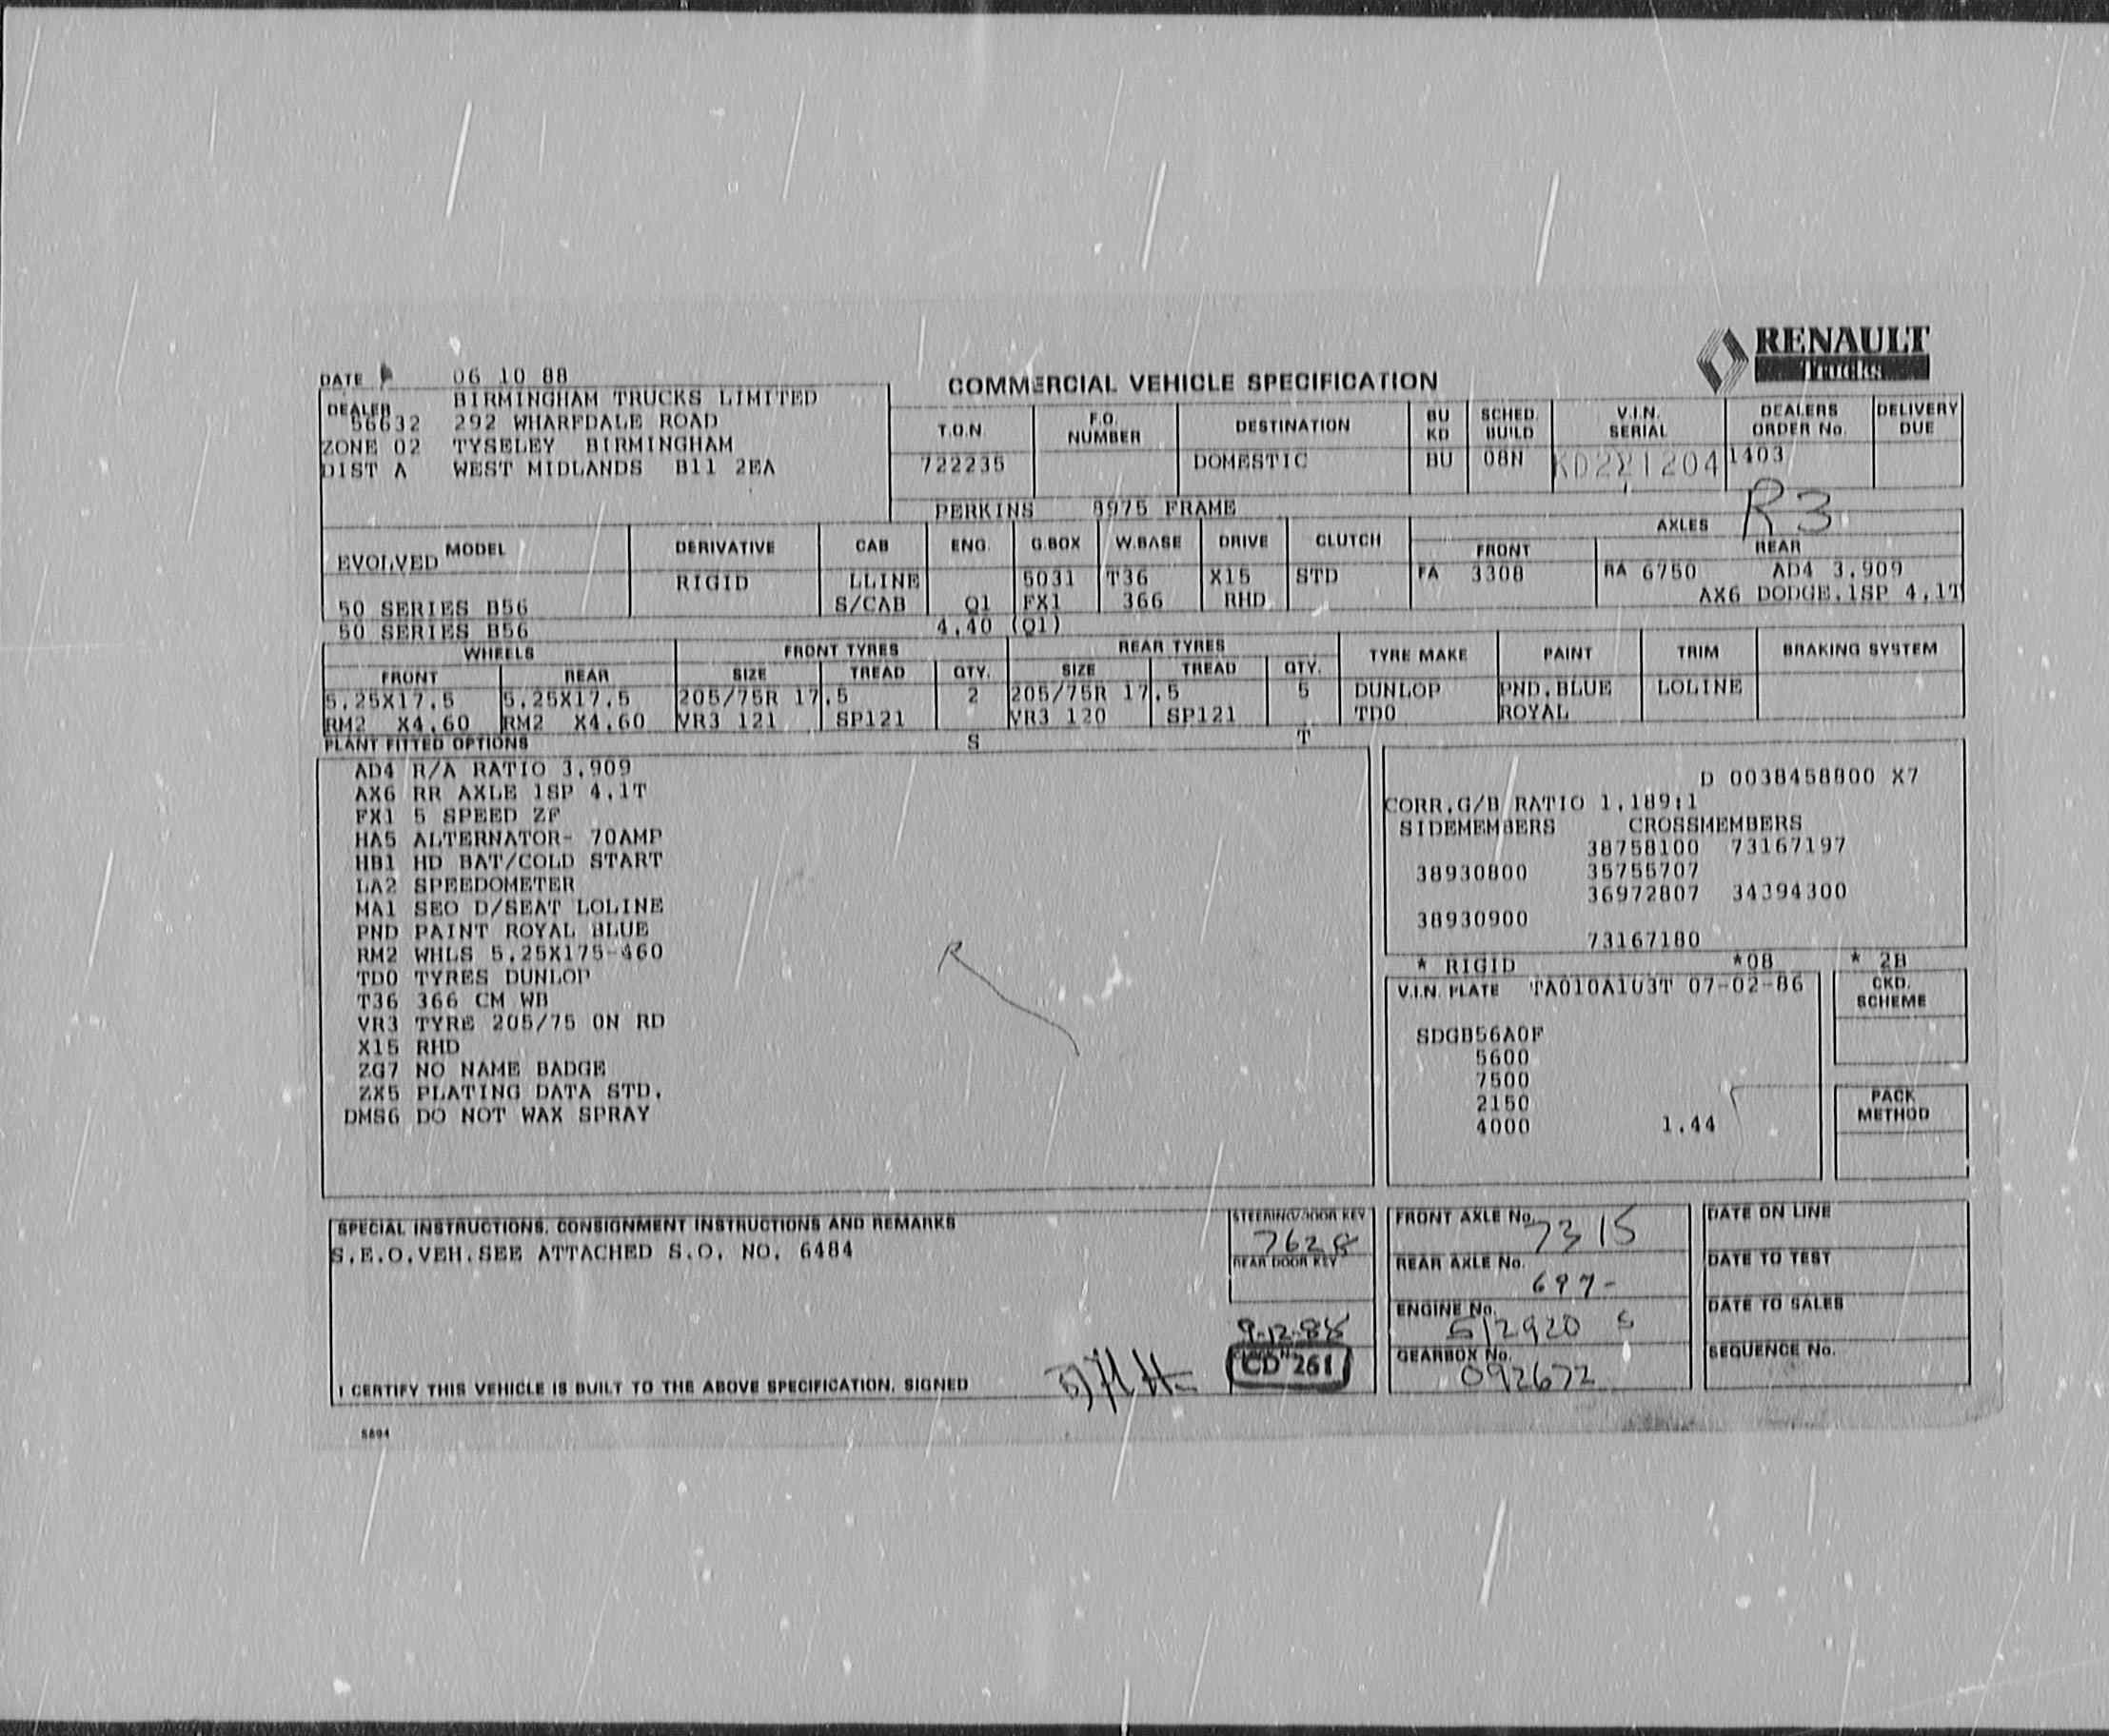 RENAULT
Trucks
DATE 06 10 88
COMMERCIAL VEHICLE SPECIFICATION
DEALER BIRMINGHAM TRUCKS LIMITED
56632 292 WHARFDALE ROAD
ZONE 02 TYSELEY BIRMINGHAM
DIST A WEST MIDLANDS B11 2EA
T.O.N F.O. NUMBER DESTINATION BU KD SCHED. BUILD V.I.N. SERIAL DEALERS ORDER No. DELIVERY DUE
722235 DOMESTIC BU 08N 1403
PERKINS 8975 FRAME R3
MODEL DERIVATIVE CAB ENG. G.BOX W.BASE DRIVE CLUTCH AXLES
FRONT REAR
EVOLVED RIGID LLINE 5031 T36 X15 STD FA 3308 RA 6750 AD4 3.909
50 SERIES B56 S/CAB Q1 FX1 366 RHD AX6 DODGE.1SP 4.1T
50 SERIES B56 4.40 (Q1)
WHEELS FRONT TYRES REAR TYRES TYRE MAKE PAINT TRIM BRAKING SYSTEM
FRONT REAR SIZE TREAD QTY. SIZE TREAD QTY.
5.25X17.5 5.25X17.5 205/75R 17.5 2 205/75R 17.5 5 DUNLOP PND.BLUE LOLINE
RM2 X4.60 RM2 X4.60 VR3 121 SP121 VR3 120 SP121 TD0 ROYAL
PLANT FITTED OPTIONS S T
AD4 R/A RATIO 3.909
AX6 RR AXLE 1SP 4.1T
FX1 5 SPEED ZF
HA5 ALTERNATOR- 70AMP
HB1 HD BAT/COLD START
LA2 SPEEDOMETER
MA1 SEO D/SEAT LOLINE
PND PAINT ROYAL BLUE
RM2 WHLS 5.25X175-460
TD0 TYRES DUNLOP
T36 366 CM WB
VR3 TYRE 205/75 ON RD
X15 RHD
ZG7 NO NAME BADGE
ZX5 PLATING DATA STD.
DMS6 DO NOT WAX SPRAY
D 0038458800 X7
CORR.G/B RATIO 1.189:1
SIDEMEMBERS CROSSMEMBERS
38758100 73167197
38930800 35755707
36972807 34394300
38930900
73167180
* RIGID *08 * 2B
V.I.N. PLATE TA010A103T 07-02-86
CKD. SCHEME
SDGB56A0F
5600
7500
2150
4000 1.44
PACK METHOD
SPECIAL INSTRUCTIONS, CONSIGNMENT INSTRUCTIONS AND REMARKS
S.E.O.VEH.SEE ATTACHED S.O. NO. 6484
STEERING/DOOR KEY 7628
REAR DOOR KEY
9-12-88
CD 261
I CERTIFY THIS VEHICLE IS BUILT TO THE ABOVE SPECIFICATION. SIGNED
FRONT AXLE No. 7315
REAR AXLE No. 697-
ENGINE No. 512920 S
GEARBOX No. 092672
DATE ON LINE
DATE TO TEST
DATE TO SALES
SEQUENCE No.
5894